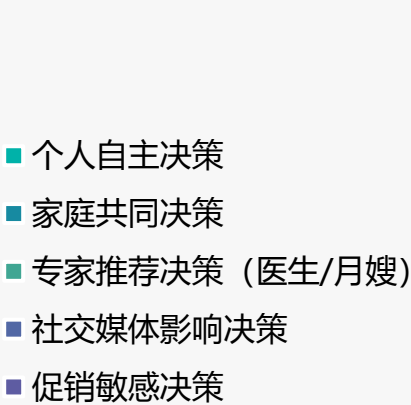 个人自主决策
家庭共同决策
专家推荐决策（医生/月嫂）
社交媒体影响决策
促销敏感决策